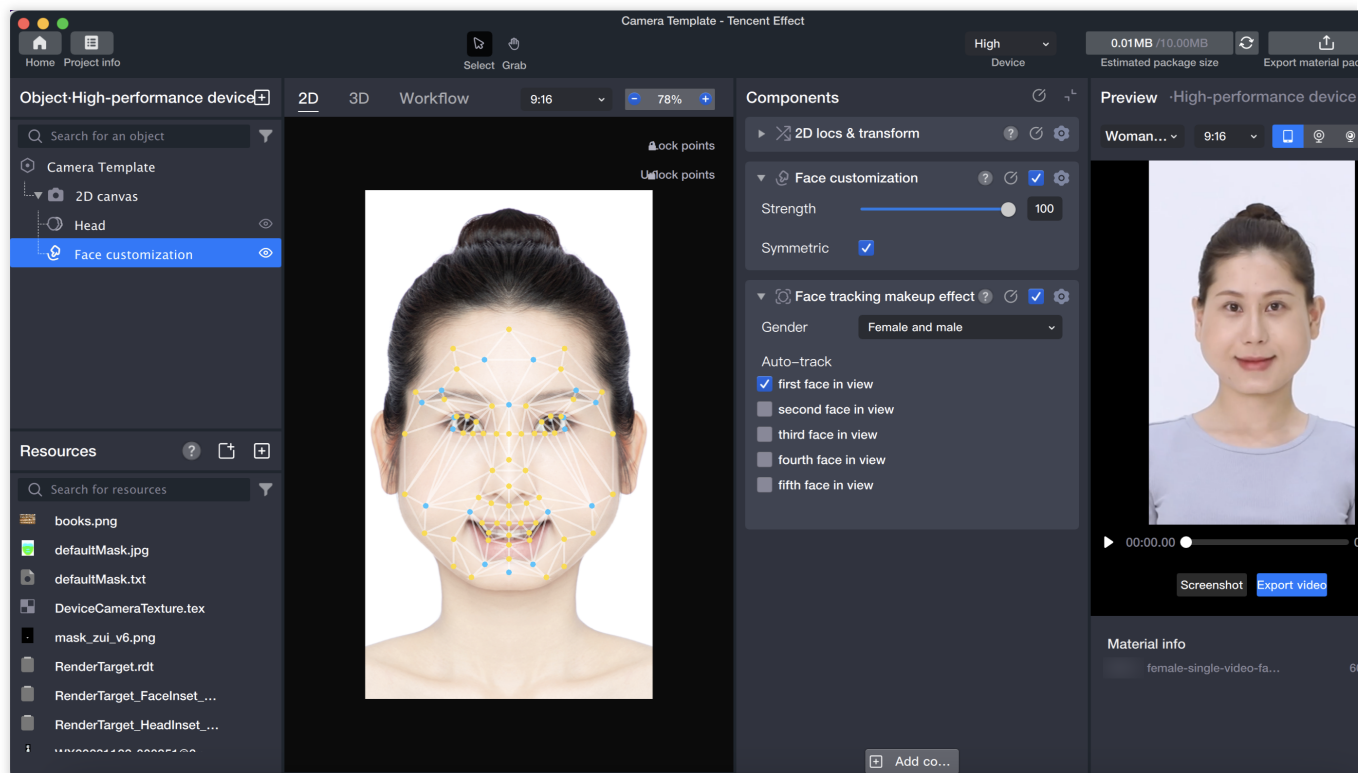 Camera Template - Tencent Effect
Home
Project info
Select
Grab
High
Device
0.01MB /10.00MB
Estimated package size
Export material pac
Object·High-performance device
Search for an object
Camera Template
2D canvas
Head
Face customization
Resources
Search for resources
books.png
defaultMask.jpg
defaultMask.txt
DeviceCameraTexture.tex
mask_zui_v6.png
RenderTarget.rdt
RenderTarget_FaceInset_...
RenderTarget_HeadInset_...
2D
3D
Workflow
9:16
78%
Lock points
Unlock points
Components
2D locs & transform
Face customization
Strength
100
Symmetric
Face tracking makeup effect
Gender
Female and male
Auto-track
first face in view
second face in view
third face in view
fourth face in view
fifth face in view
Add co...
Preview ·High-performance device
Woman...
9:16
00:00.00
Screenshot
Export video
Material info
female-single-video-fa...